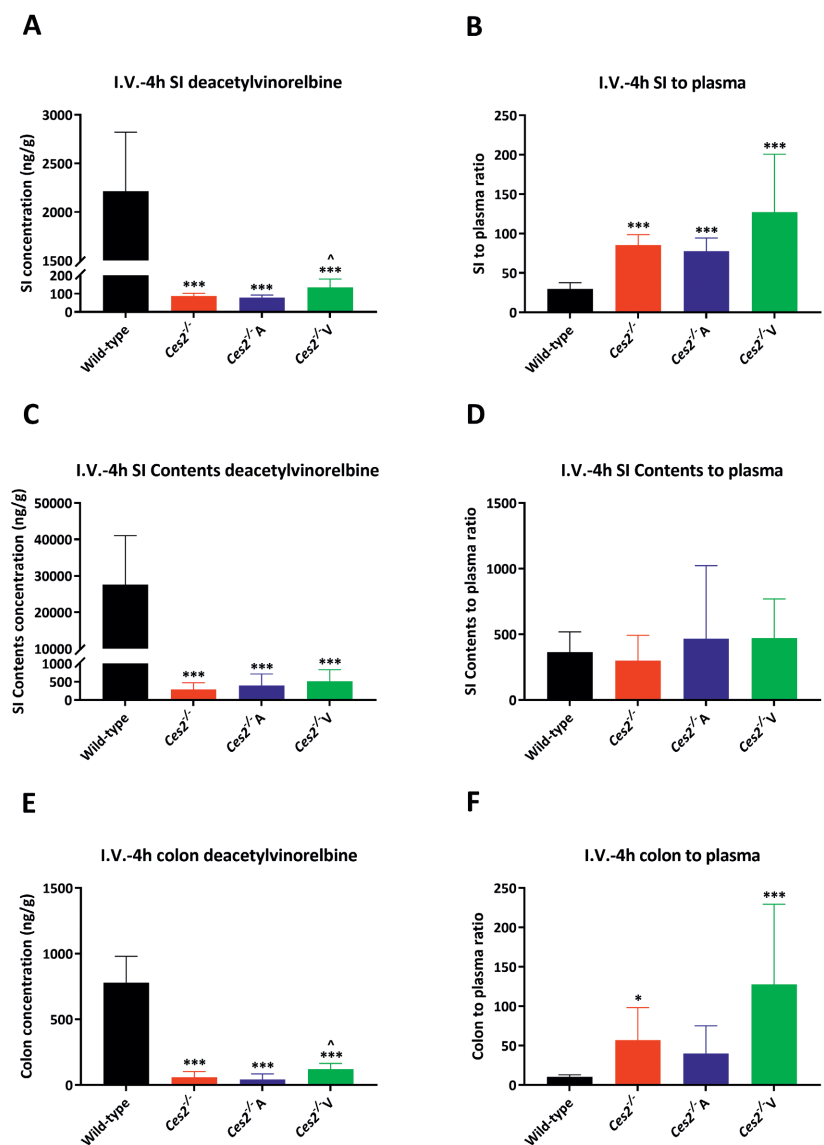 A
I.V.-4h SI deacetylvinorelbine
SI concentration (ng/g)
3000
2500
2000
1500
200
100
0
***
***
^
***
Wild-type
Ces2-/-
Ces2-/- A
Ces2-/- V
B
I.V.-4h SI to plasma
SI to plasma ratio
250
200
150
100
50
0
***
***
***
Wild-type
Ces2-/-
Ces2-/- A
Ces2-/- V
C
I.V.-4h SI Contents deacetylvinorelbine
SI Contents concentration (ng/g)
50000
40000
30000
20000
10000
1000
500
0
***
***
***
Wild-type
Ces2-/-
Ces2-/- A
Ces2-/- V
D
I.V.-4h SI Contents to plasma
SI Contents to plasma ratio
1500
1000
500
0
Wild-type
Ces2-/-
Ces2-/- A
Ces2-/- V
E
I.V.-4h colon deacetylvinorelbine
Colon concentration (ng/g)
1500
1000
500
0
***
***
^
***
Wild-type
Ces2-/-
Ces2-/- A
Ces2-/- V
F
I.V.-4h colon to plasma
Colon to plasma ratio
250
200
150
100
50
0
*
***
Wild-type
Ces2-/-
Ces2-/- A
Ces2-/- V